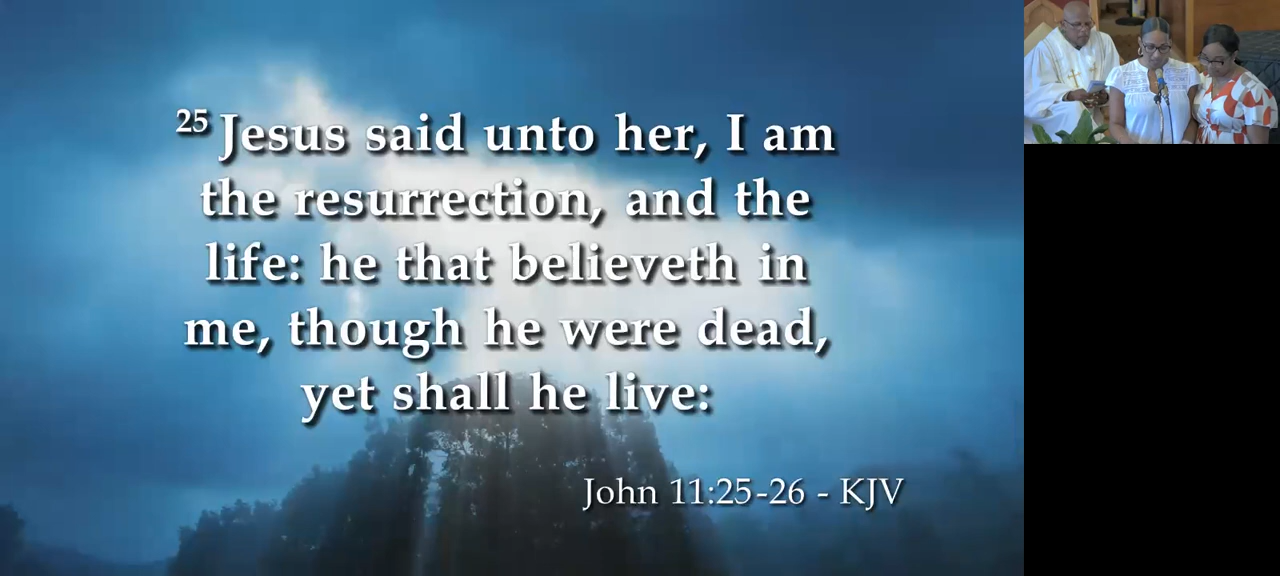 25 Jesus said unto her, I am
the resurrection, and the
life: he that believeth in
me, though he were dead,
yet shall he live:
John 11:25-26 - KJV